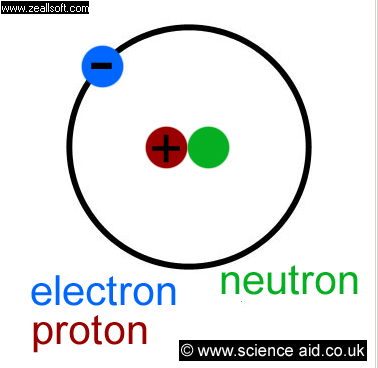 www.zeallsoft.com
−
+
electron
neutron
proton
© www.science aid.co.uk